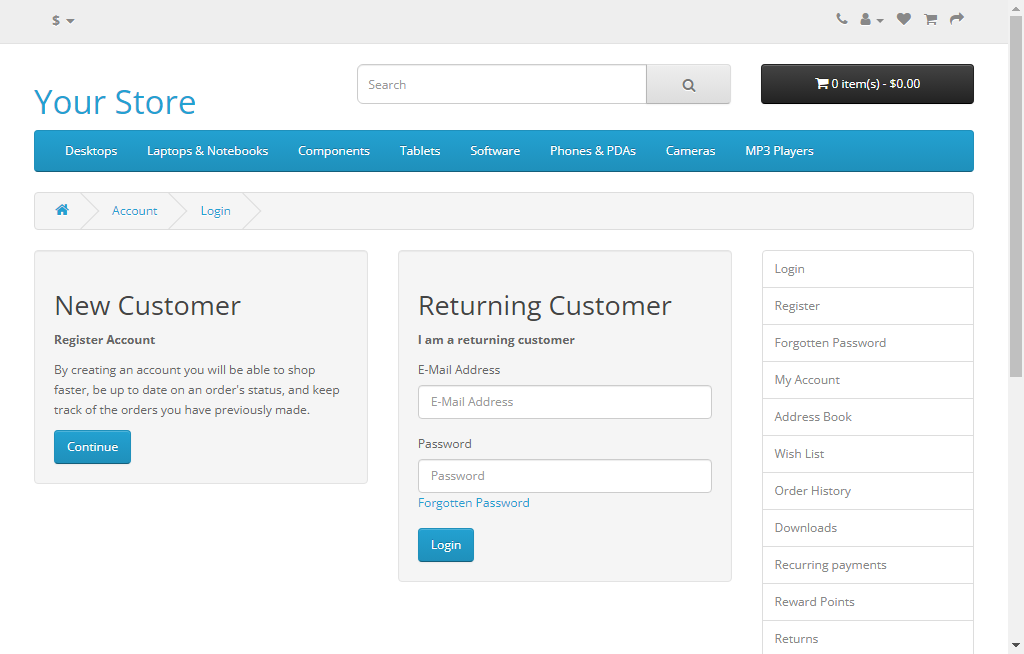 $
Your Store
Search
0 item(s) - $0.00
Desktops Laptops & Notebooks Components Tablets Software Phones & PDAs Cameras MP3 Players
Account Login
New Customer
Register Account
By creating an account you will be able to shop
faster, be up to date on an order's status, and keep
track of the orders you have previously made.
Continue
Returning Customer
I am a returning customer
E-Mail Address
E-Mail Address
Password
Password
Forgotten Password
Login
Login
Register
Forgotten Password
My Account
Address Book
Wish List
Order History
Downloads
Recurring payments
Reward Points
Returns